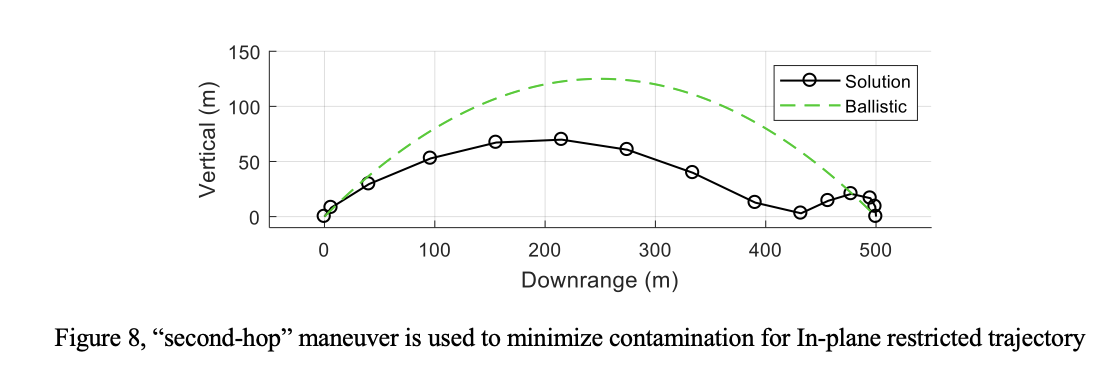 150
100
50
0
Vertical (m)
Solution
Ballistic
0 100 200 300 400 500
Downrange (m)
Figure 8, “second-hop” maneuver is used to minimize contamination for In-plane restricted trajectory